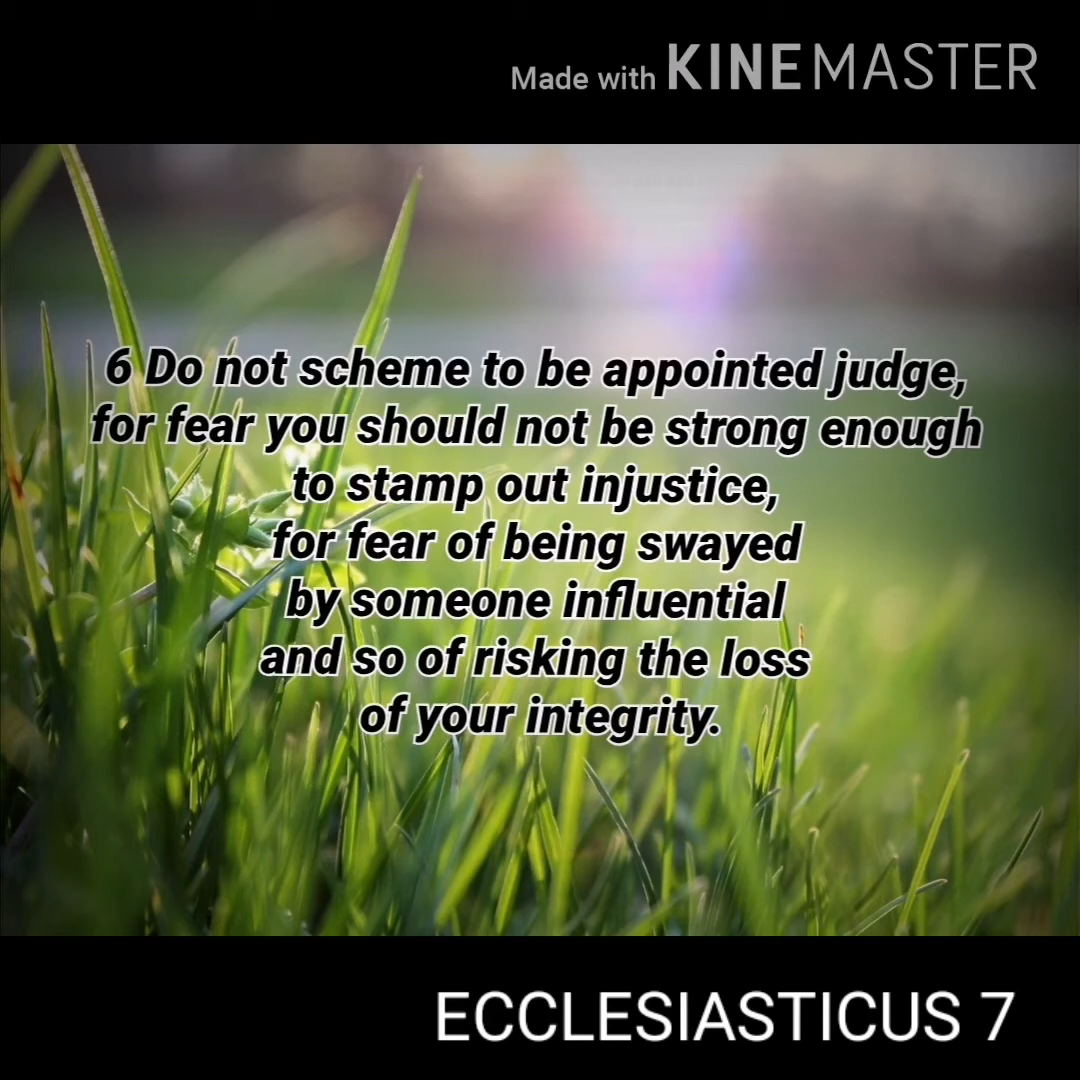 Made with KINEMASTER
6 Do not scheme to be appointed judge,
for fear you should not be strong enough
to stamp out injustice,
for fear of being swayed
by someone influential
and so of risking the loss
of your integrity.
ECCLESIASTICUS 7